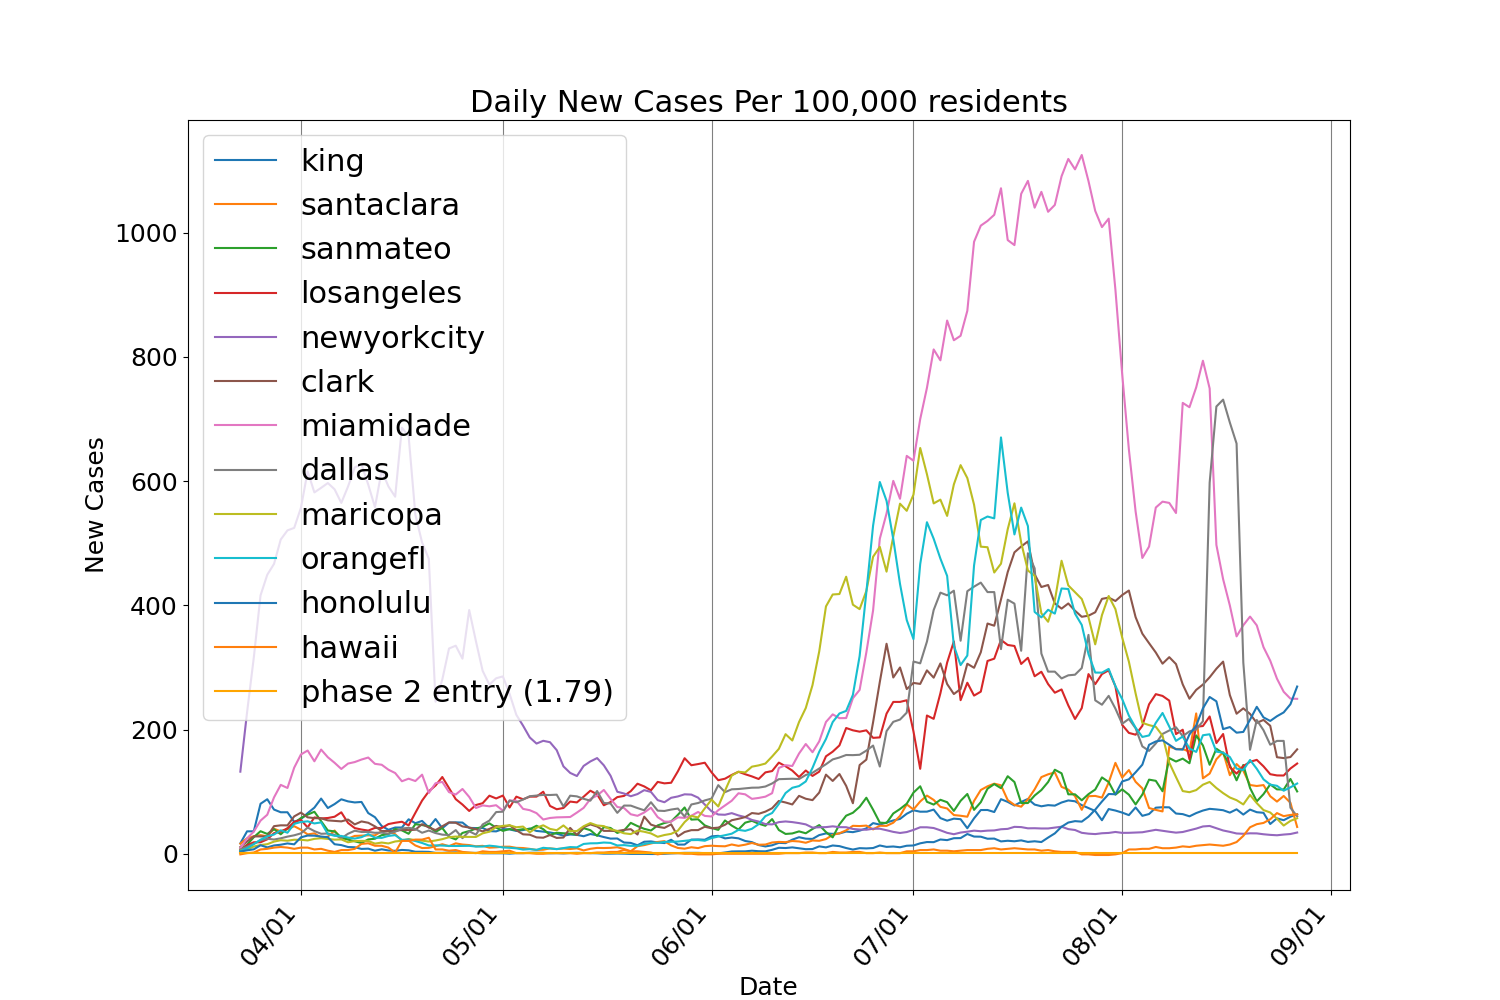 Daily New Cases Per 100,000 residents
king
santaclara
sanmateo
losangeles
newyorkcity
clark
miamidade
dallas
maricopa
orangefl
honolulu
hawaii
phase 2 entry (1.79)
1000
800
600
400
200
0
New Cases
04/01
05/01
06/01
07/01
08/01
09/01
Date